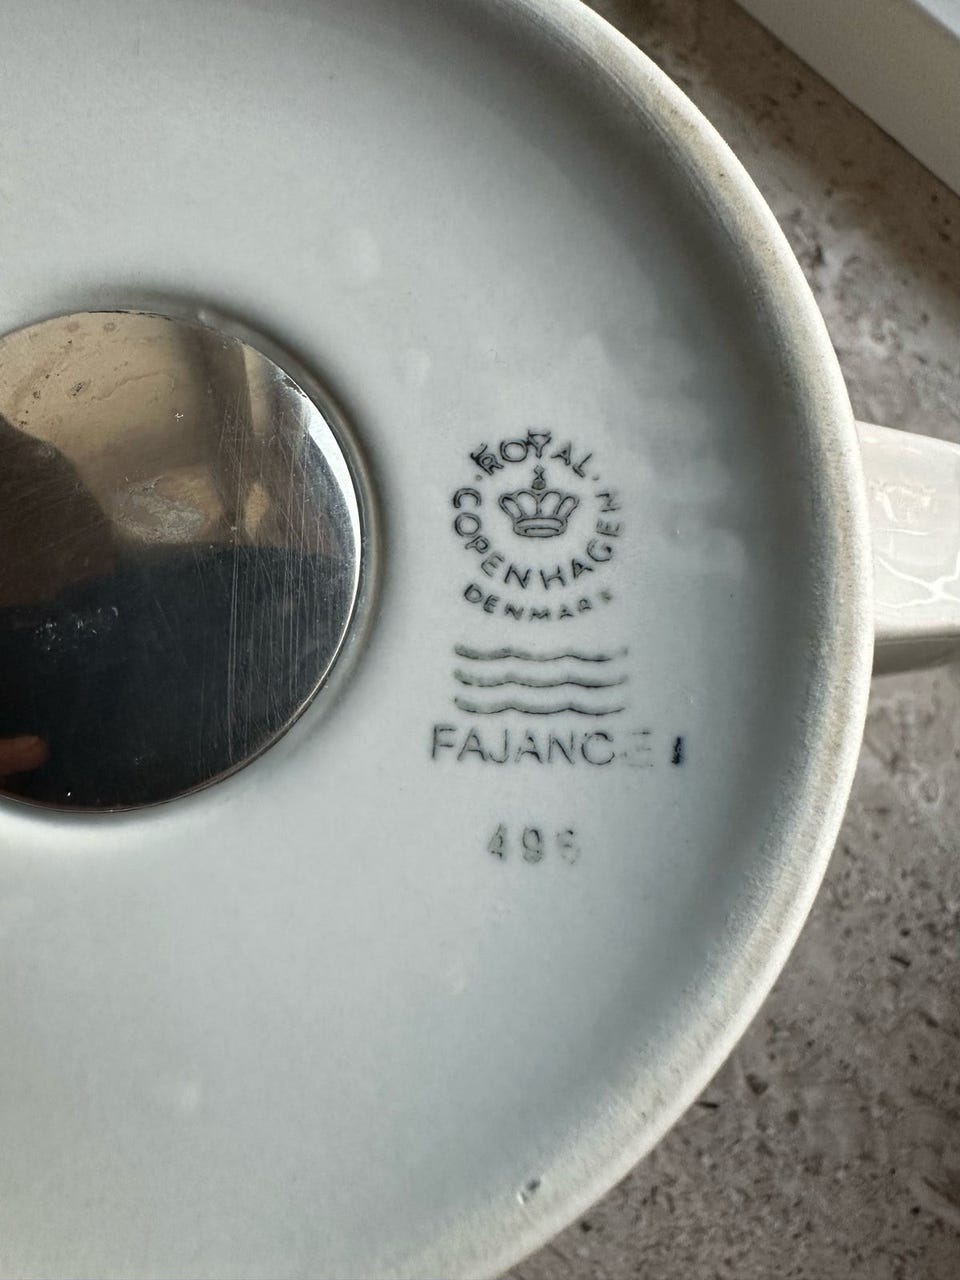 ROYAL
COPENHAGEN
DENMARK
FAJANCE
496